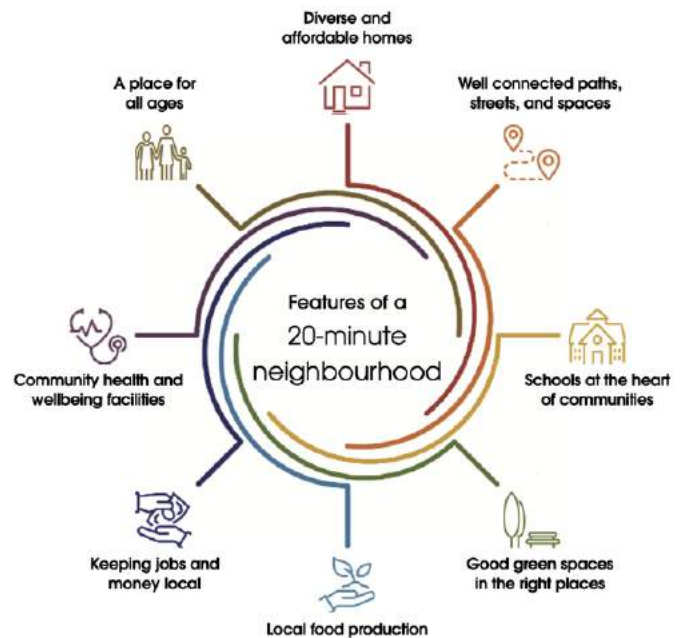 Diverse and
affordable homes
A place for
all ages
Well connected paths,
streets, and spaces
Features of a
20-minute
neighbourhood
Community health and
wellbeing facilities
Schools at the heart
of communities
Keeping jobs and
money local
Good green spaces
in the right places
Local food production